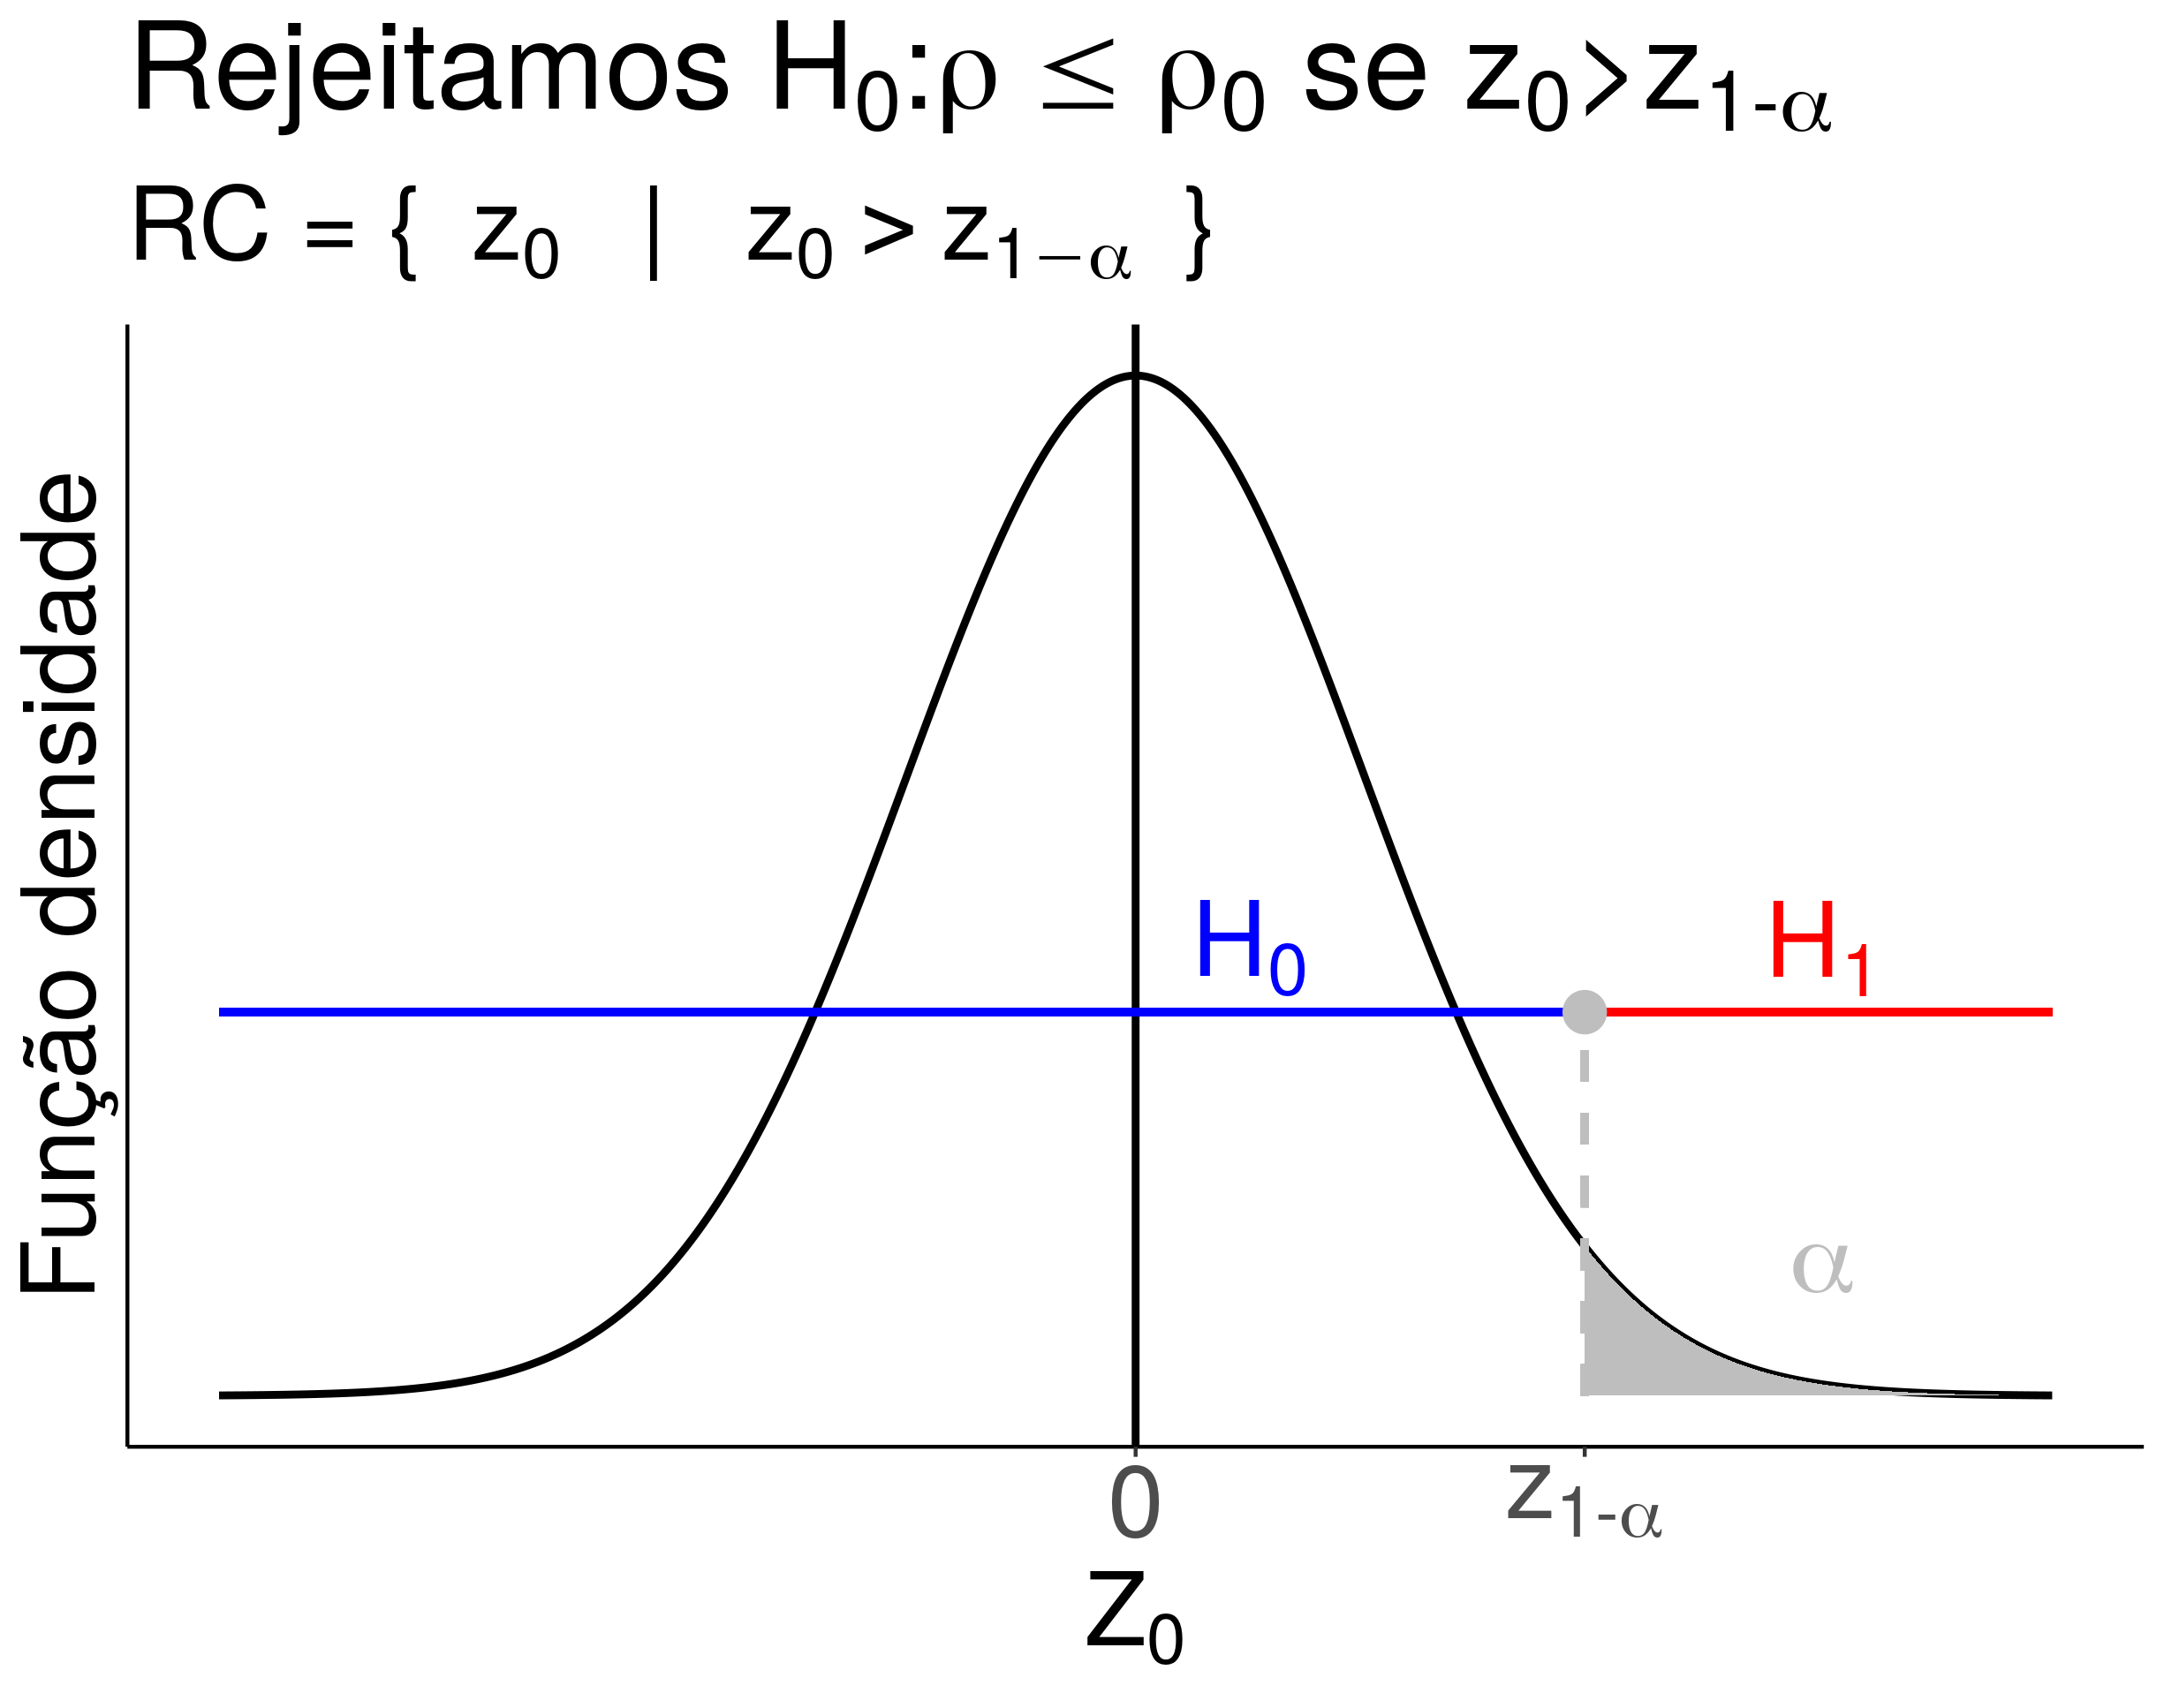 Rejeitamos H₀:ρ ≤ ρ₀ se z₀>z₁₋α
RC = { z₀ | z₀ > z₁₋α }
Função densidade
H₀
H₁
α
0
z₁₋α
Z₀